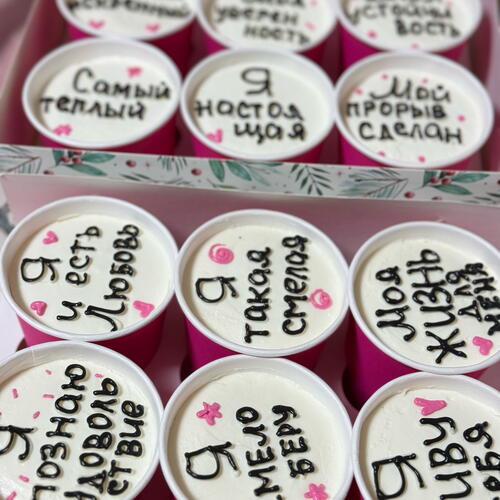 искренний
уверен
ность
устойчи
вость
Самый
теплый
Я
настоя
щая
Мой
прорыв
сделан
Я
и есть
Любовь
Я
такая
смелая
Моя
жизнь
для
меня
Я
познаю
удоволь
ствие
Я
смело
беру
Я